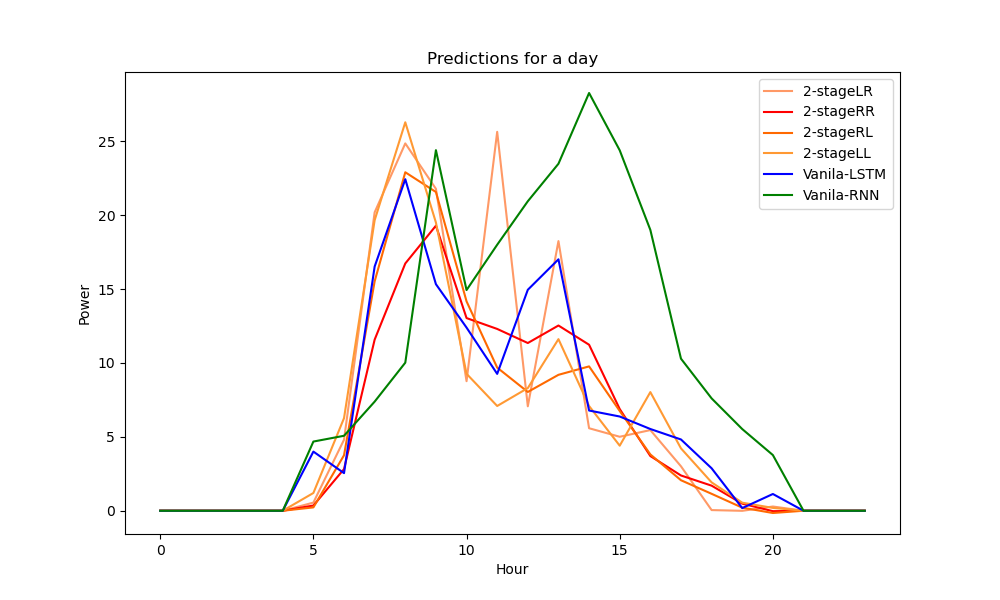 Predictions for a day
2-stageLR
2-stageRR
2-stageRL
2-stageLL
Vanila-LSTM
Vanila-RNN
Power
25
20
15
10
5
0
0 5 10 15 20
Hour